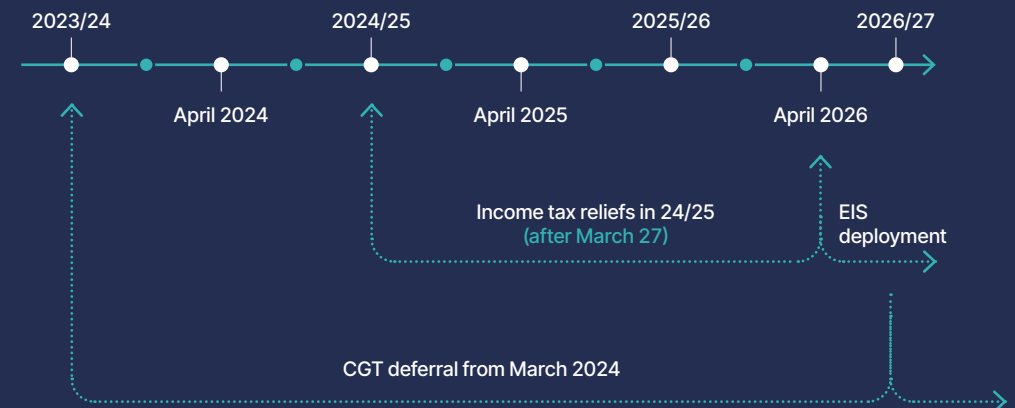 2023/24
2024/25
2025/26
2026/27
April 2024
April 2025
April 2026
Income tax reliefs in 24/25
(after March 27)
EIS
deployment
CGT deferral from March 2024